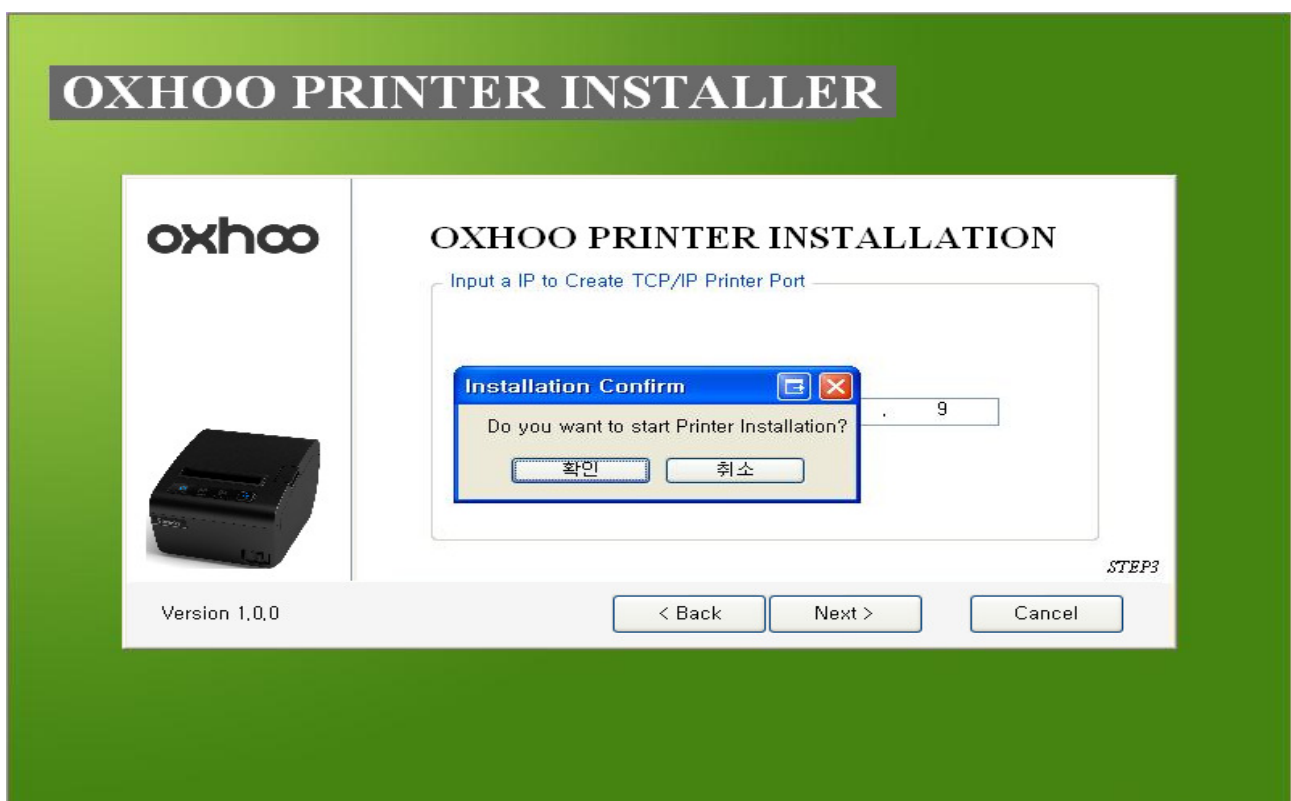 OXHOO PRINTER INSTALLER
oxhoo
OXHOO PRINTER INSTALLATION
Input a IP to Create TCP/IP Printer Port
Installation Confirm
Do you want to start Printer Installation?
. 9
확인 취소
STEP3
Version 1,0,0
< Back Next > Cancel